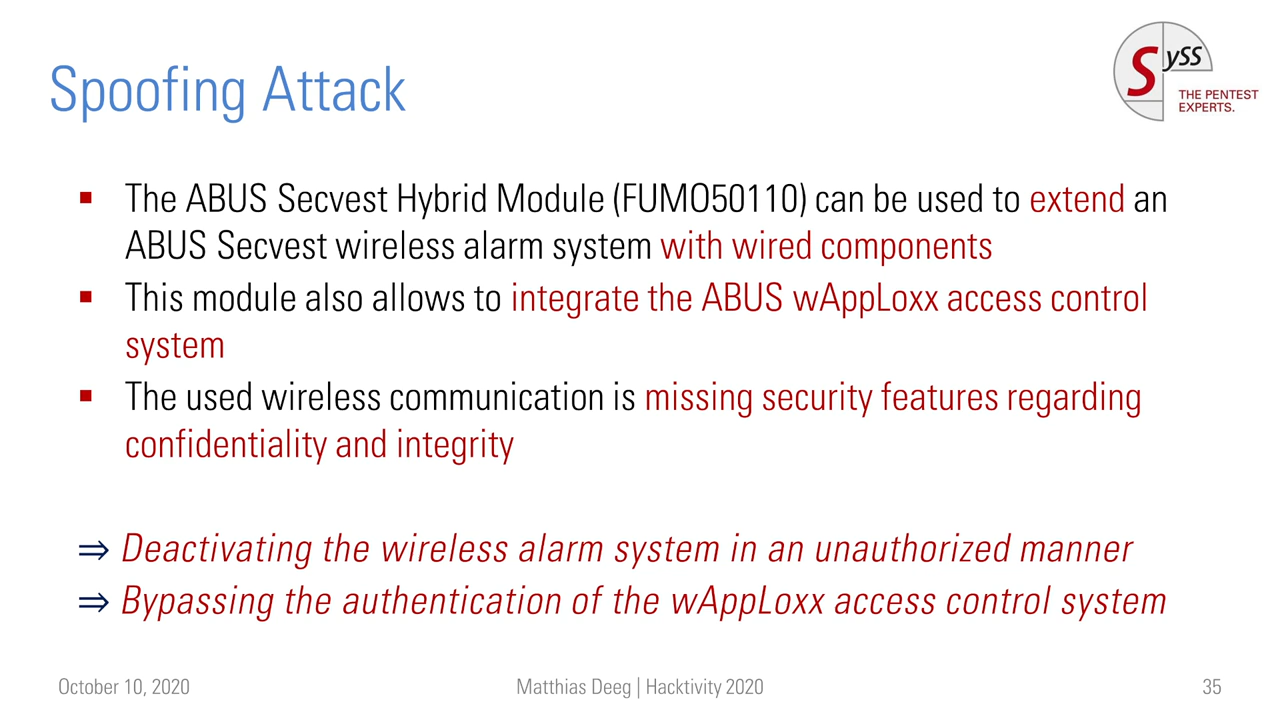 Spoofing Attack
Syss
THE PENTEST
EXPERTS.
▪ The ABUS Secvest Hybrid Module (FUMO50110) can be used to extend an
ABUS Secvest wireless alarm system with wired components
▪ This module also allows to integrate the ABUS wAppLoxx access control
system
▪ The used wireless communication is missing security features regarding
confidentiality and integrity
⇒ Deactivating the wireless alarm system in an unauthorized manner
⇒ Bypassing the authentication of the wAppLoxx access control system
October 10, 2020
Matthias Deeg | Hacktivity 2020
35